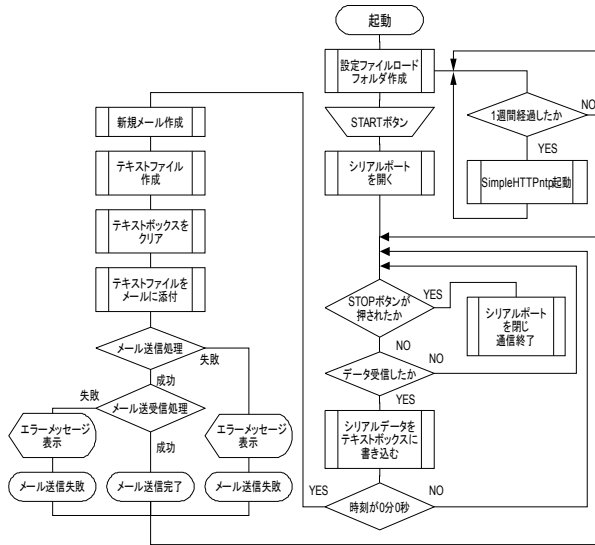 起動
設定ファイルロード
フォルダ作成
STARTボタン
シリアルポート
を開く
1週間経過したか
NO
YES
SimpleHTTPntp起動
STOPボタンが
押されたか
YES
シリアルポート
を閉じ
通信終了
NO
データ受信したか
NO
YES
シリアルデータを
テキストボックスに
書き込む
YES
時刻が0分0秒
NO
新規メール作成
テキストファイル
作成
テキストボックスを
クリア
テキストファイルを
メールに添付
メール送信処理
失敗
成功
失敗
メール送受信処理
エラーメッセージ
表示
成功
エラーメッセージ
表示
メール送信失敗
メール送信完了
メール送信失敗